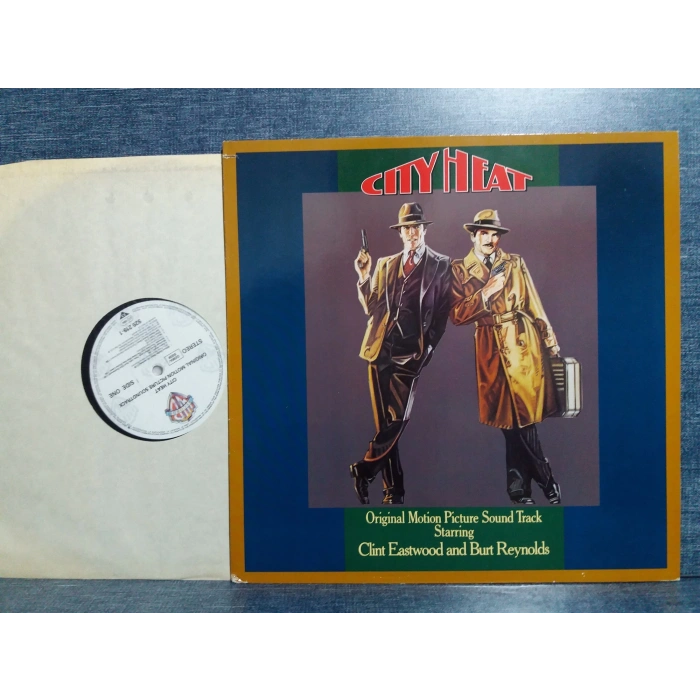 CITY HEAT
Original Motion Picture Sound Track
Starring
Clint Eastwood and Burt Reynolds
CITY HEAT
ORIGINAL MOTION PICTURE SOUNDTRACK
SIDE ONE
STEREO